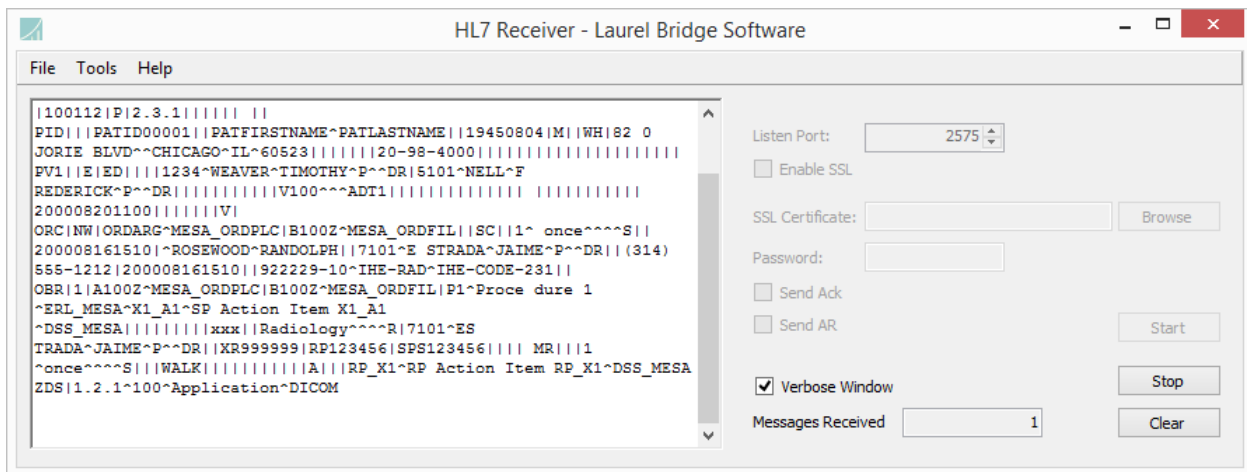 HL7 Receiver - Laurel Bridge Software
File Tools Help
|100112|P|2.3.1|||||| ||
PID|||PATID00001||PATFIRSTNAME^PATLASTNAME||19450804|M||WH|82 0
JORIE BLVD^^CHICAGO^IL^60523|||||||20-98-4000||||||||||||||||||||||
PV1||E|ED||||1234^WEAVER^TIMOTHY^P^^DR|5101^NELL^F
REDERICK^P^^DR|||||||||||V100^^^ADT1|||||||||||||| |||||||||||
200008201100|||||||V|
ORC|NW|ORDARG^MESA_ORDPLC|B100Z^MESA_ORDFIL||SC||1^ once^^^^S||
200008161510|^ROSEWOOD^RANDOLPH||7101^E STRADA^JAIME^P^^DR||(314)
555-1212|200008161510||922229-10^IHE-RAD^IHE-CODE-231||
OBR|1|A100Z^MESA_ORDPLC|B100Z^MESA_ORDFIL|P1^Proce dure 1
^ERL_MESA^X1_A1^SP Action Item X1_A1
^DSS_MESA|||||||||xxx||Radiology^^^^R|7101^ES
TRADA^JAIME^P^^DR||XR999999|RP123456|SPS123456|||| MR|||1
^once^^^^S|||WALK|||||||||||A|||RP_X1^RP Action Item RP_X1^DSS_MESA
ZDS|1.2.1^100^Application^DICOM
Listen Port: 2575
Enable SSL
SSL Certificate: Browse
Password:
Send Ack
Send AR Start
Verbose Window Stop
Messages Received 1 Clear